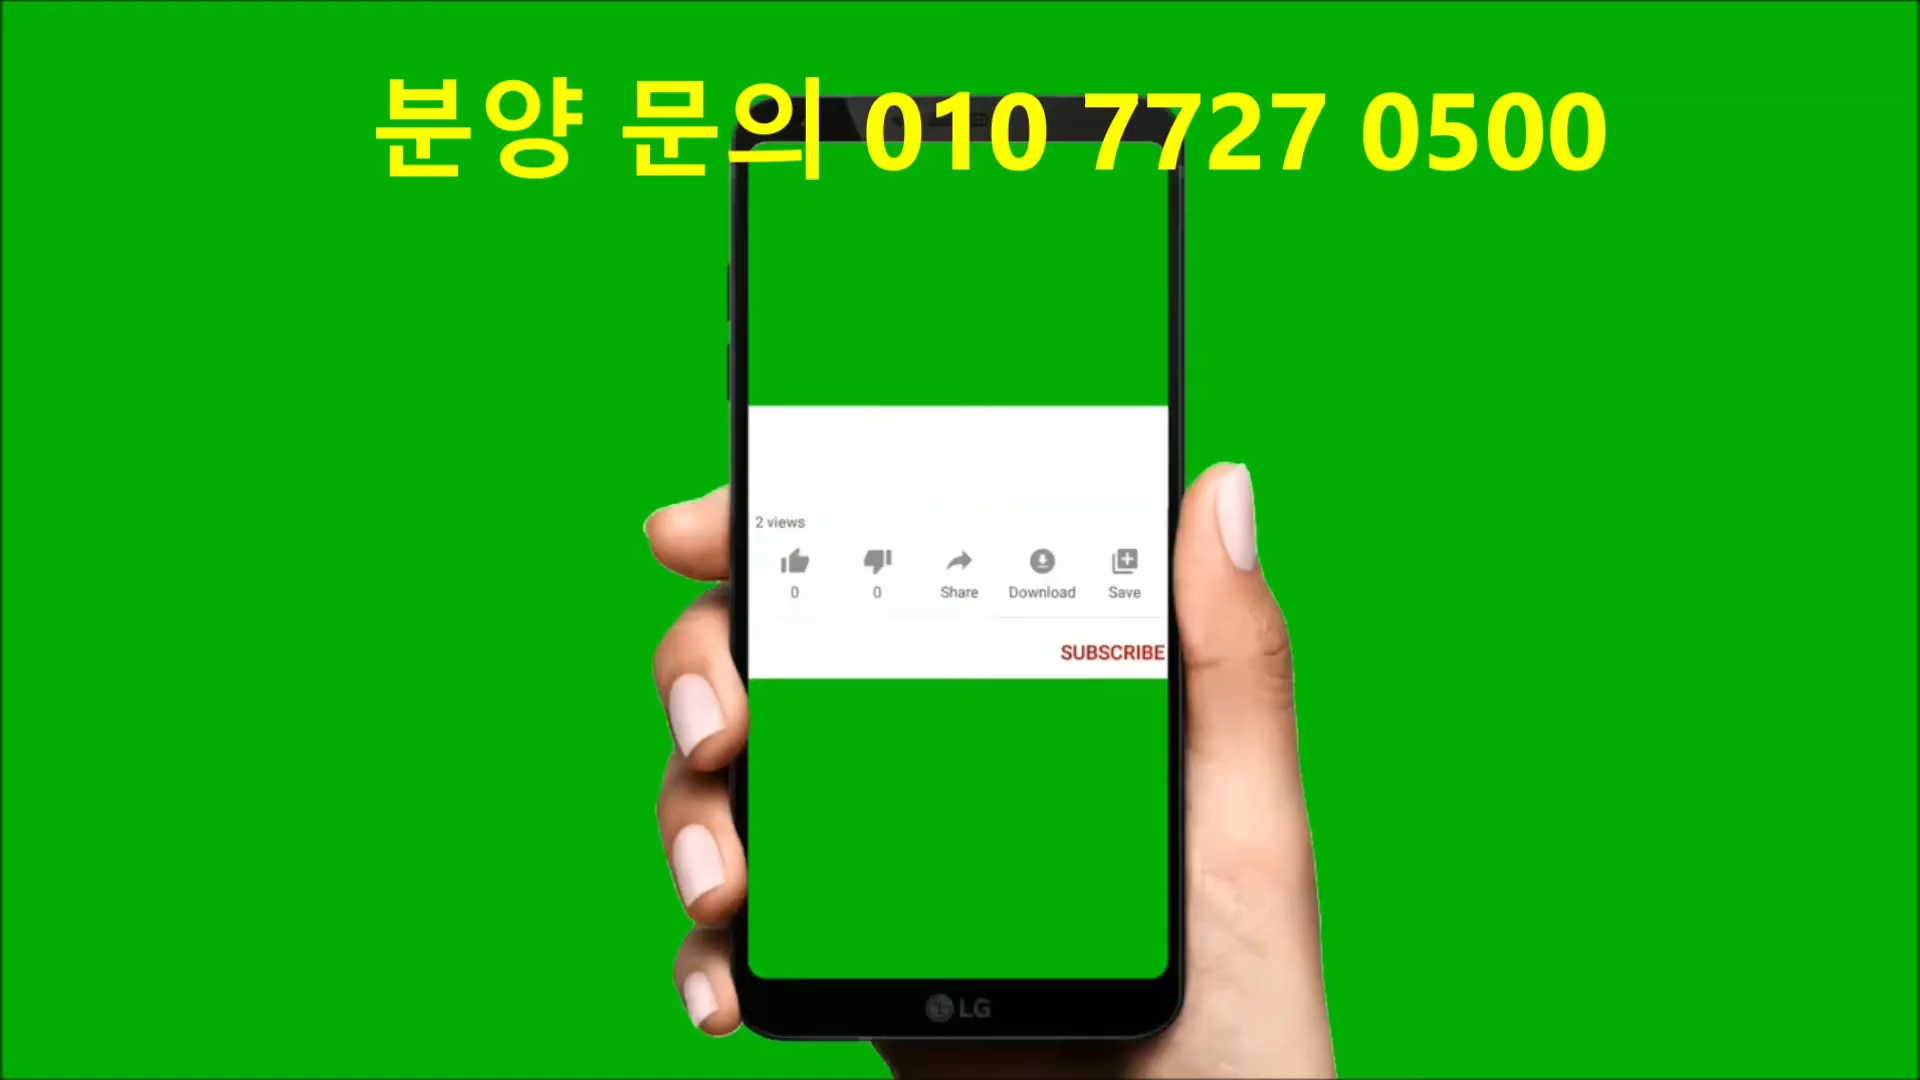 분양 문의 010 7727 0500
2 views
0 0 Share Download Save
SUBSCRIBE
LG